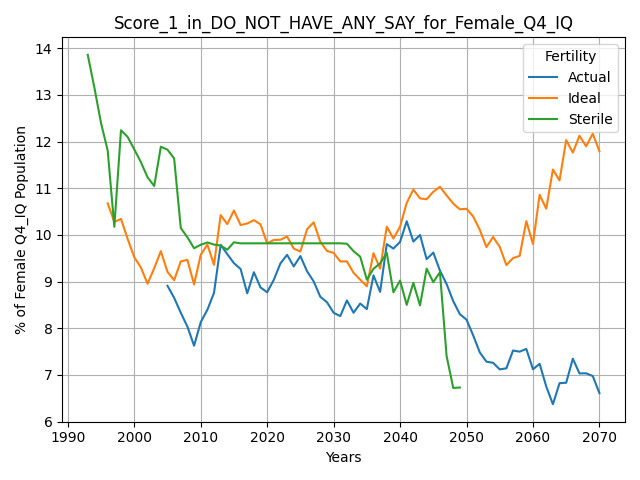 Score_1_in_DO_NOT_HAVE_ANY_SAY_for_Female_Q4_IQ
% of Female Q4_IQ Population
14
13
12
11
10
9
8
7
6
Fertility
Actual
Ideal
Sterile
1990 2000 2010 2020 2030 2040 2050 2060 2070
Years